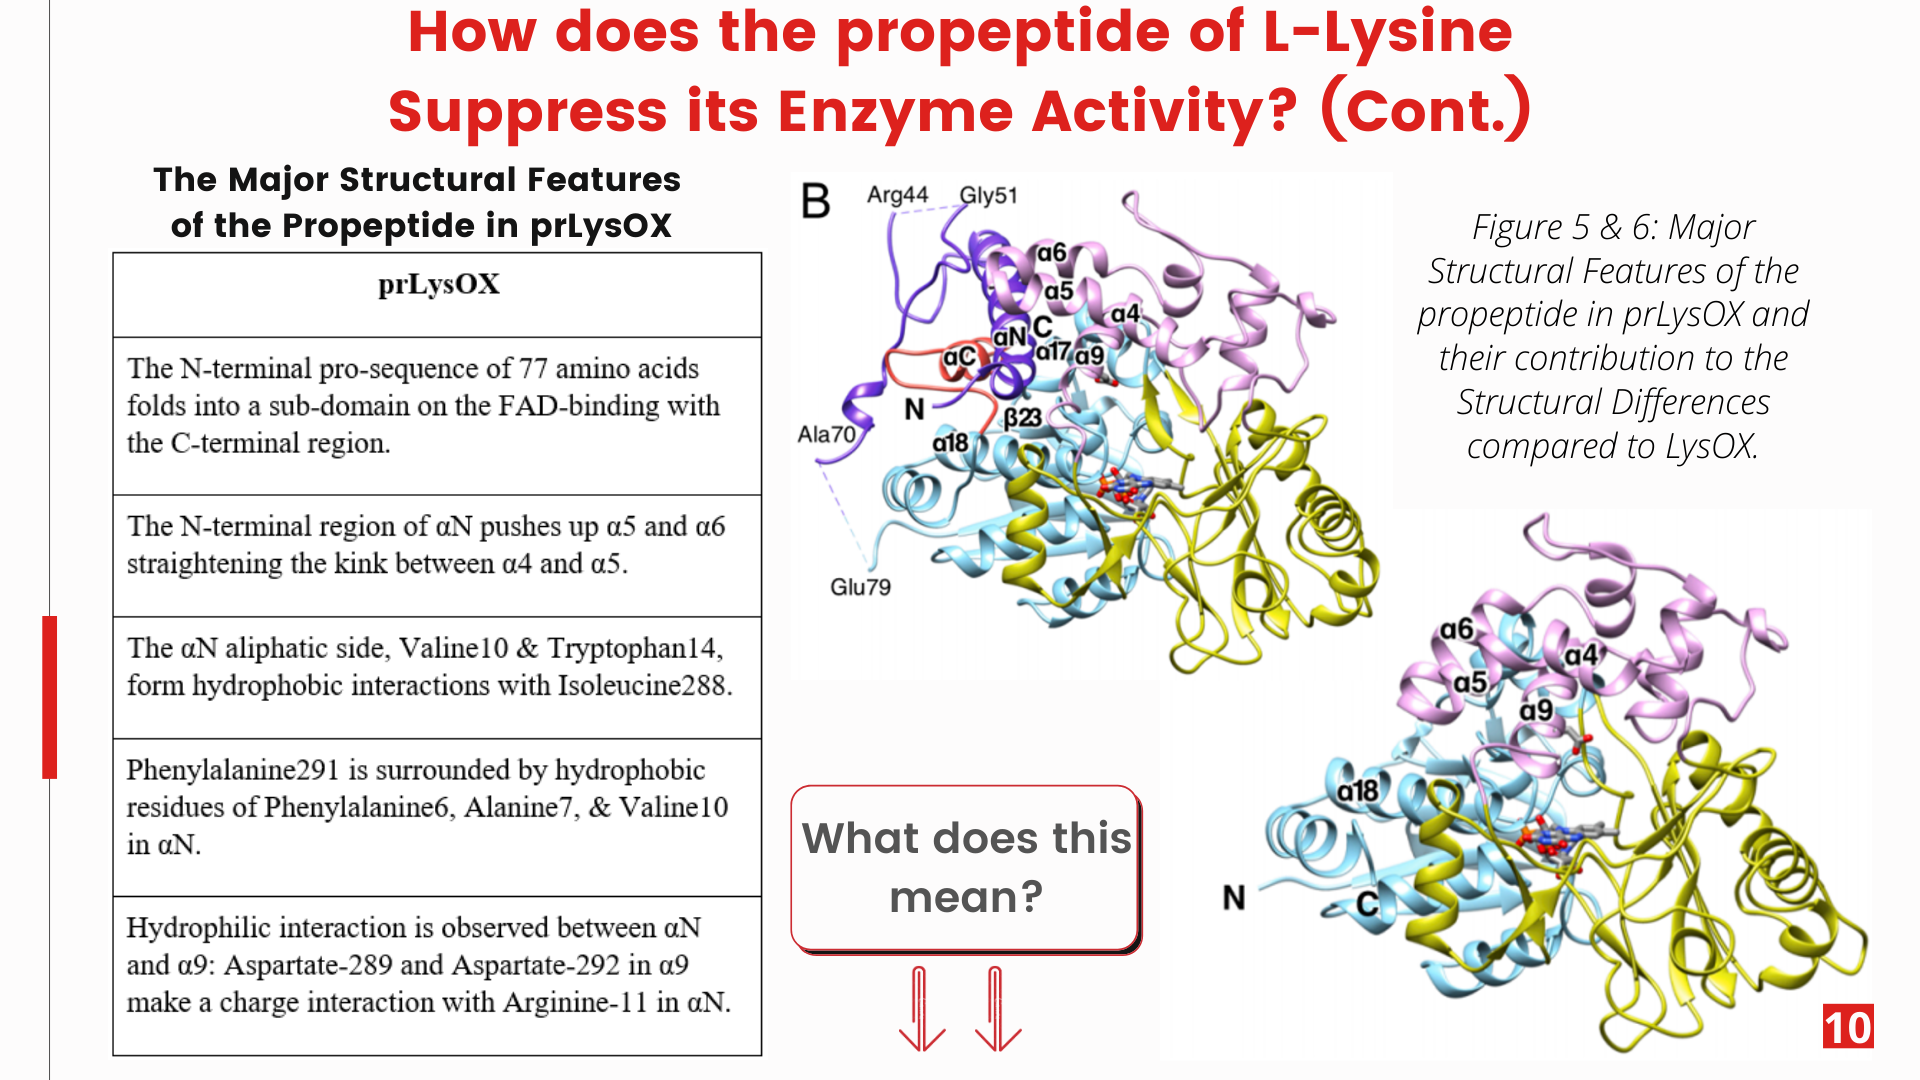 How does the propeptide of L-Lysine
Suppress its Enzyme Activity? (Cont.)
The Major Structural Features
of the Propeptide in prLysOX
prLysOX
The N-terminal pro-sequence of 77 amino acids
folds into a sub-domain on the FAD-binding with
the C-terminal region.
The N-terminal region of αN pushes up α5 and α6
straightening the kink between α4 and α5.
The αN aliphatic side, Valine10 & Tryptophan14,
form hydrophobic interactions with Isoleucine288.
Phenylalanine291 is surrounded by hydrophobic
residues of Phenylalanine6, Alanine7, & Valine10
in αN.
Hydrophilic interaction is observed between αN
and α9: Aspartate-289 and Aspartate-292 in α9
make a charge interaction with Arginine-11 in αN.
B
Arg44
Gly51
α6
α5
α4
αN
C
αC
α17
α9
N
β23
Ala70
α18
Glu79
Figure 5 & 6: Major
Structural Features of the
propeptide in prLysOX and
their contribution to the
Structural Differences
compared to LysOX.
α6
α4
α5
α9
α18
N
C
What does this
mean?
10